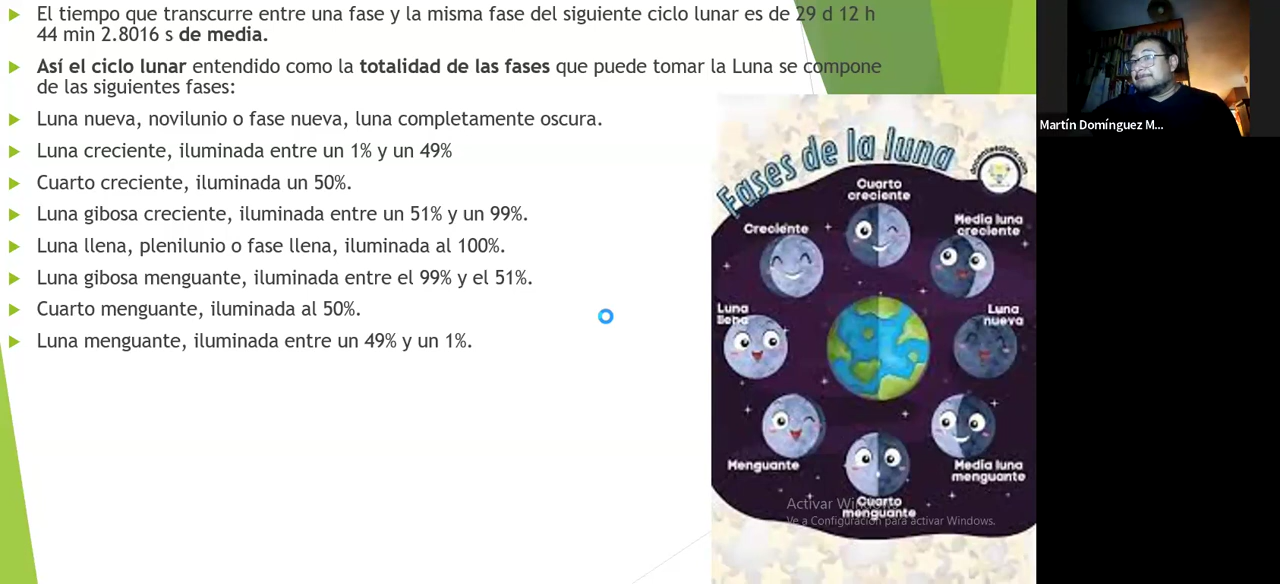 El tiempo que transcurre entre una fase y la misma fase del siguiente ciclo lunar es de 29 d 12 h
44 min 2.8016 s de media.
Así el ciclo lunar entendido como la totalidad de las fases que puede tomar la Luna se compone
de las siguientes fases:
Luna nueva, novilunio o fase nueva, luna completamente oscura.
Luna creciente, iluminada entre un 1% y un 49%
Cuarto creciente, iluminada un 50%.
Luna gibosa creciente, iluminada entre un 51% y un 99%.
Luna llena, plenilunio o fase llena, iluminada al 100%.
Luna gibosa menguante, iluminada entre el 99% y el 51%.
Cuarto menguante, iluminada al 50%.
Luna menguante, iluminada entre un 49% y un 1%.
Fases de la luna
Cuarto
creciente
Creciente
Media luna
creciente
Luna
llena
Luna
nueva
Menguante
Media luna
menguante
Cuarto
menguante
Activar Windows
Ve a Configuración para activar Windows.
Martín Domínguez M...